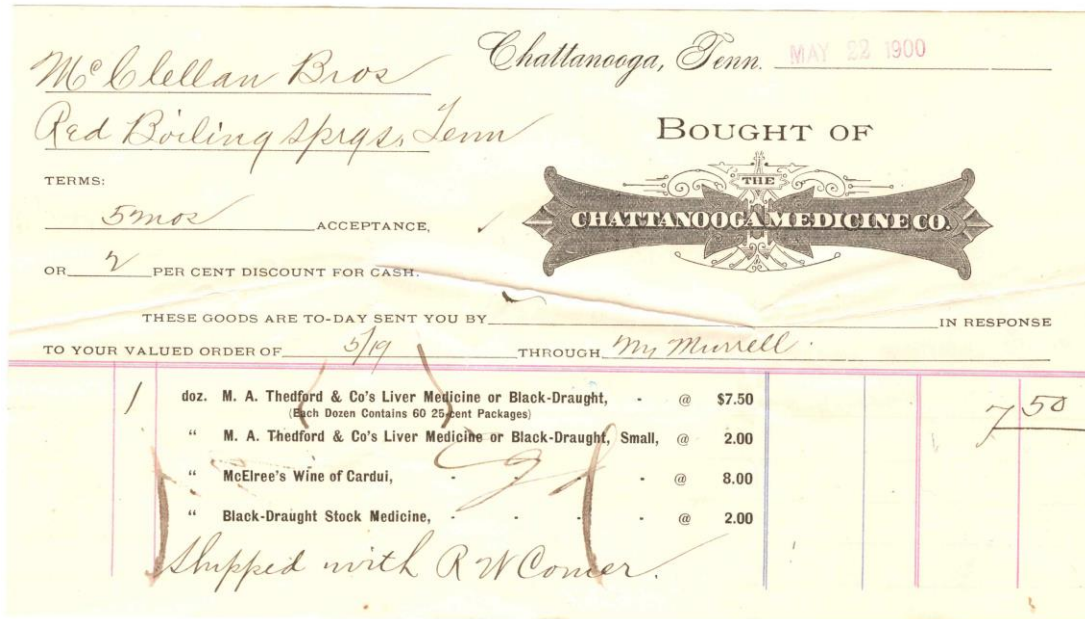 McClellan Bros
Red Boiling Sprgs, Tenn
Chattanooga, Tenn. MAY 22 1900
BOUGHT OF
THE
CHATTANOOGA MEDICINE CO.
TERMS:
5 mos ACCEPTANCE,
OR 2 PER CENT DISCOUNT FOR CASH.
THESE GOODS ARE TO-DAY SENT YOU BY IN RESPONSE
TO YOUR VALUED ORDER OF 5/19 THROUGH Murrell.
1 doz. M. A. Thedford & Co's Liver Medicine or Black-Draught, - @ $7.50 7 50
(Each Dozen Contains 60 25-cent Packages)
" M. A. Thedford & Co's Liver Medicine or Black-Draught, Small, @ 2.00
" McElree's Wine of Cardui, - - - - @ 8.00
" Black-Draught Stock Medicine, - - - - @ 2.00
Shipped with R W Comer.